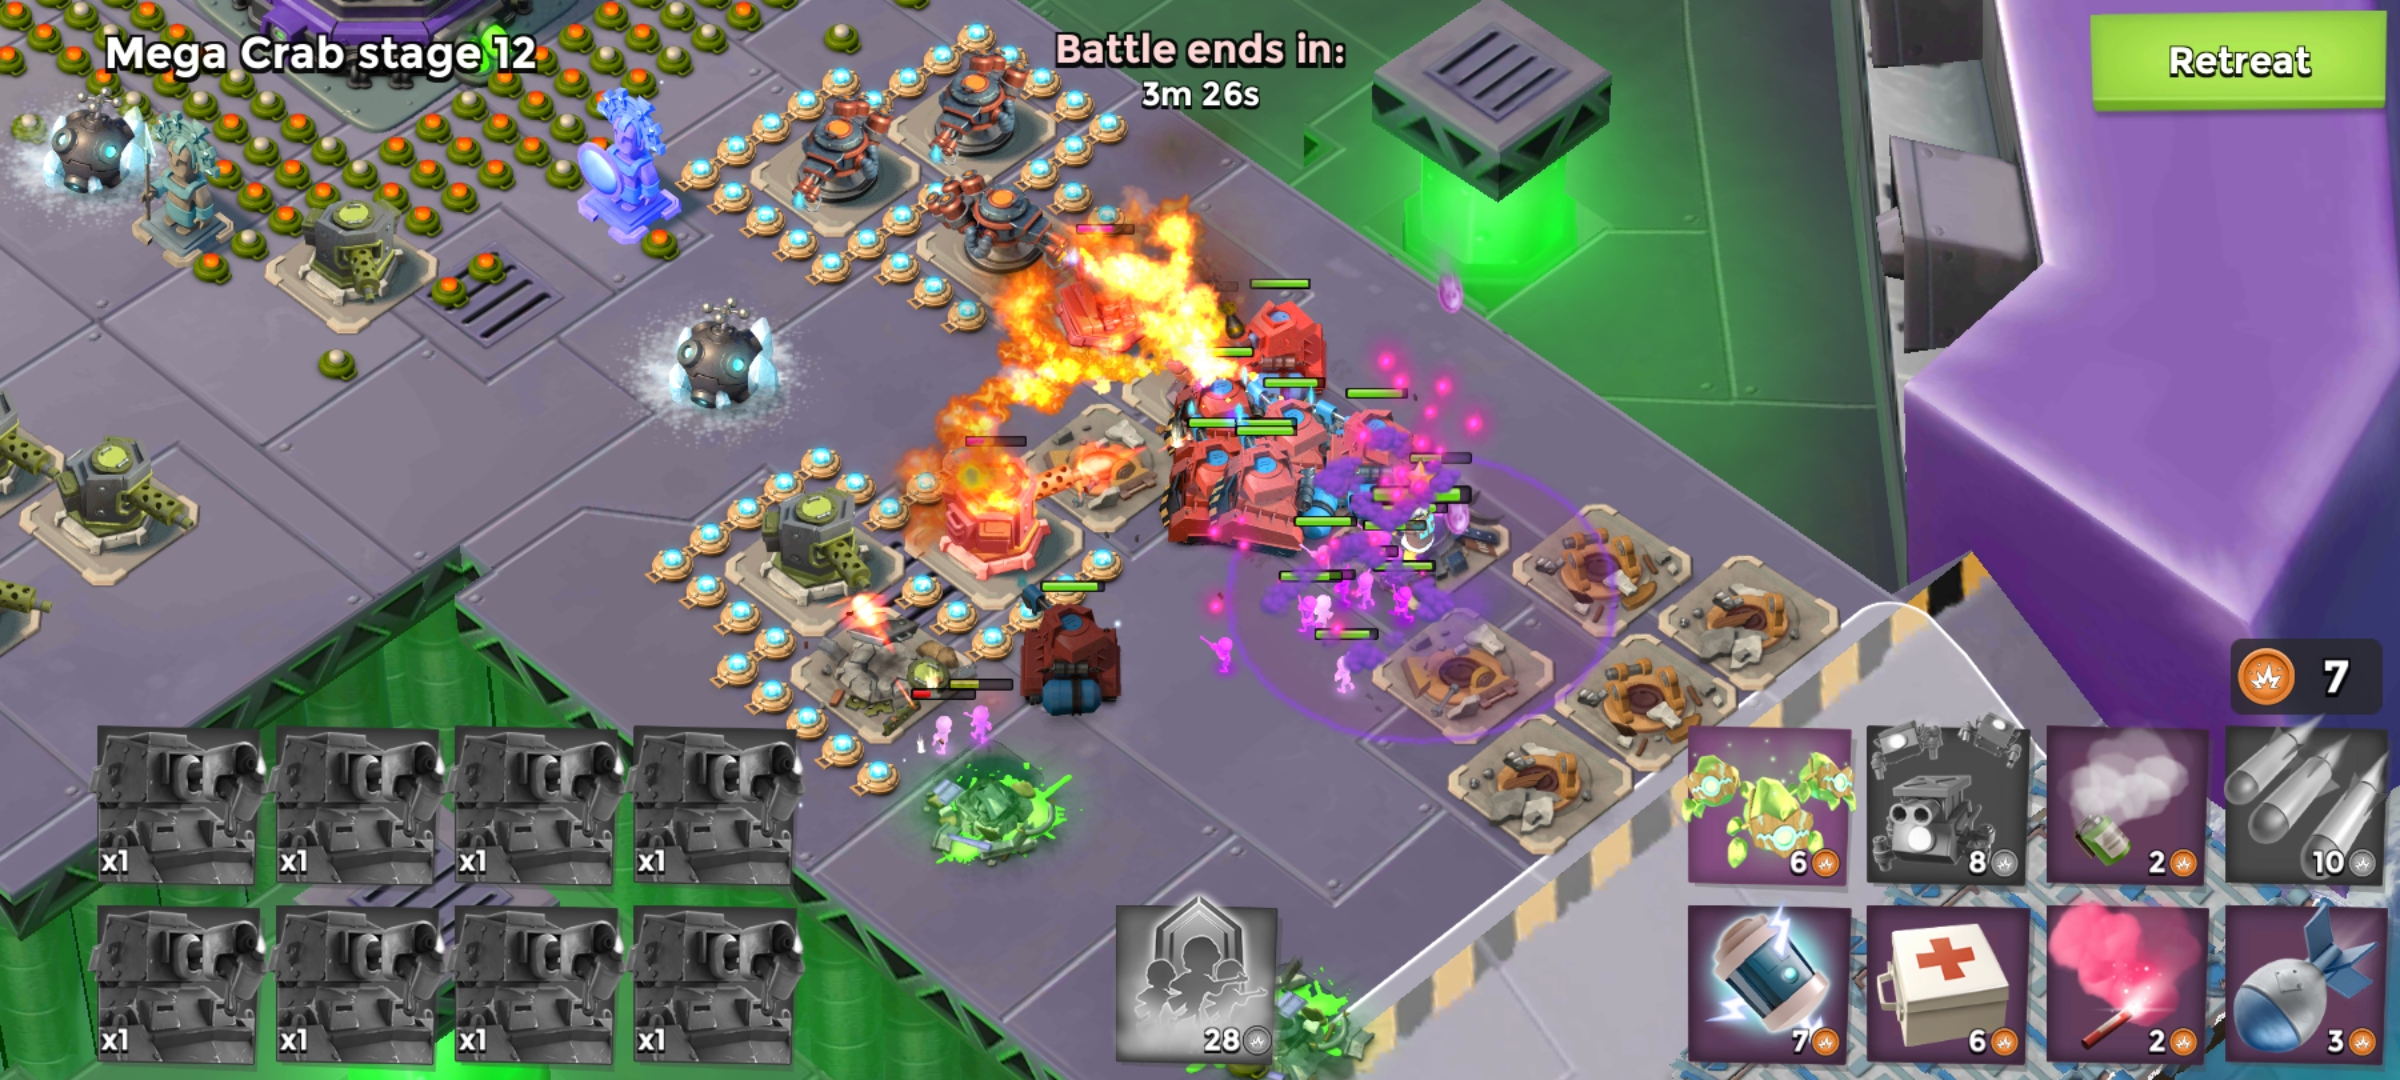 Mega Crab stage 12
Battle ends in:
3m 26s
Retreat
7
6
8
2
10
x1
x1
x1
x1
7
6
2
3
x1
x1
x1
x1
28